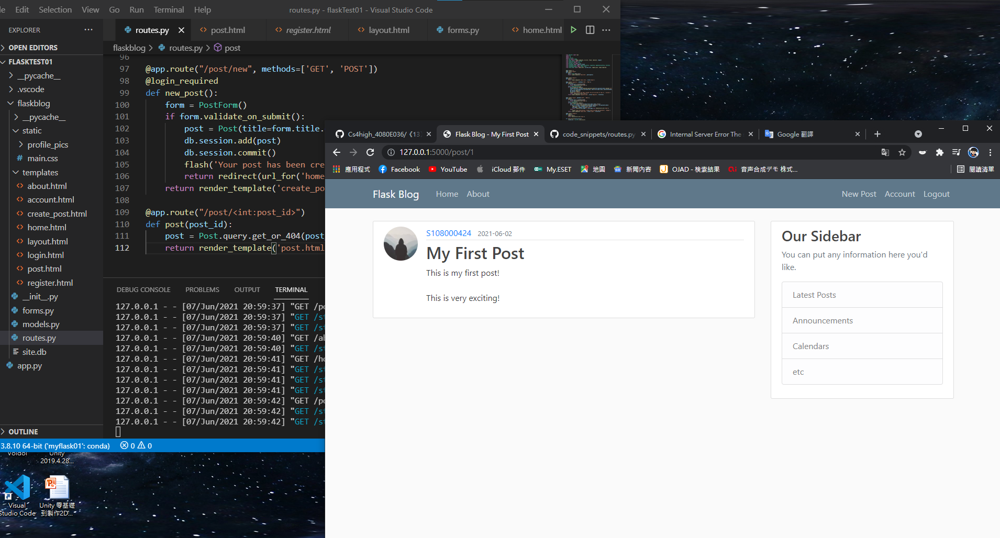 le Edit Selection View Go Run Terminal Help routes.py - flaskTest01 - Visual Studio Code
EXPLORER
routes.py post.html register.html layout.html forms.py home.html
OPEN EDITORS
FLASKTEST01
__pycache__
.vscode
flaskblog
__pycache__
static
profile_pics
main.css
templates
about.html
account.html
create_post.html
home.html
layout.html
login.html
post.html
register.html
__init__.py
forms.py
models.py
routes.py
site.db
app.py
OUTLINE
flaskblog > routes.py > post
96
97 @app.route("/post/new", methods=['GET', 'POST'])
98 @login_required
99 def new_post():
100 form = PostForm()
101 if form.validate_on_submit():
102 post = Post(title=form.title.
103 db.session.add(post)
104 db.session.commit()
105 flash('Your post has been cre
106 return redirect(url_for('home
107 return render_template('create_po
108
109 @app.route("/post/<int:post_id>")
110 def post(post_id):
111 post = Post.query.get_or_404(post
112 return render_template('post.html
DEBUG CONSOLE PROBLEMS OUTPUT TERMINAL
127.0.0.1 - - [07/Jun/2021 20:59:37] "GET /po
127.0.0.1 - - [07/Jun/2021 20:59:37] "GET /st
127.0.0.1 - - [07/Jun/2021 20:59:37] "GET /st
127.0.0.1 - - [07/Jun/2021 20:59:40] "GET /ab
127.0.0.1 - - [07/Jun/2021 20:59:40] "GET /st
127.0.0.1 - - [07/Jun/2021 20:59:41] "GET /ho
127.0.0.1 - - [07/Jun/2021 20:59:41] "GET /st
127.0.0.1 - - [07/Jun/2021 20:59:41] "GET /st
127.0.0.1 - - [07/Jun/2021 20:59:41] "GET /st
127.0.0.1 - - [07/Jun/2021 20:59:42] "GET /po
127.0.0.1 - - [07/Jun/2021 20:59:42] "GET /st
127.0.0.1 - - [07/Jun/2021 20:59:42] "GET /st
3.8.10 64-bit ('myflask01': conda) 0 0
Cs4high_4080E036/《13 Flask Blog - My First Post code_snippets/routes.py Internal Server Error The Google 翻譯
127.0.0.1:5000/post/1
應用程式 Facebook YouTube iCloud 郵件 My.ESET 地圖 新聞內容 OJAD - 検索結果 音声合成デモ 株式... 閱讀清單
Flask Blog Home About New Post Account Logout
S108000424 2021-06-02
My First Post
This is my first post!
This is very exciting!
Our Sidebar
You can put any information here you'd
like.
Latest Posts
Announcements
Calendars
etc
Voidol
Unity
2019.4.28...
Visual
Studio Code
Unity 零基礎
到製作2D...